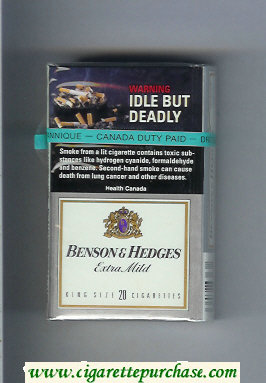 WARNING
IDLE BUT
DEADLY
NNIQUE — CANADA DUTY PAID — DR
Smoke from a lit cigarette contains toxic sub-
stances like hydrogen cyanide, formaldehyde
and benzene. Second-hand smoke can cause
death from lung cancer and other diseases.
Health Canada
BENSON & HEDGES
Extra Mild
KING SIZE 20 CIGARETTES
www.cigarettepurchase.com